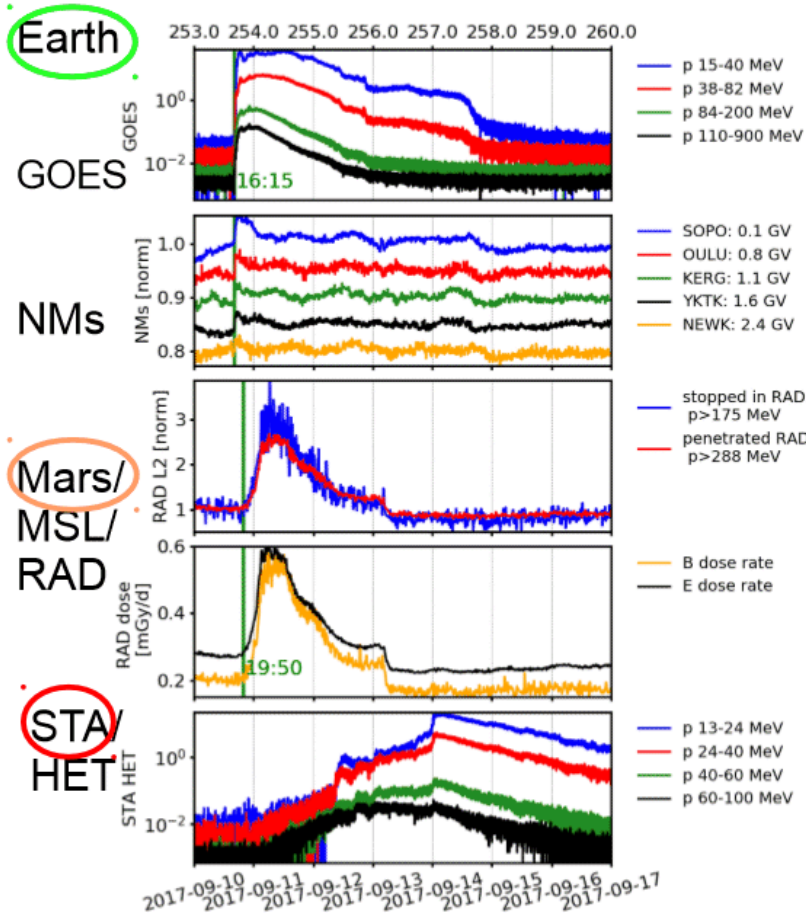 Earth
253.0 254.0 255.0 256.0 257.0 258.0 259.0 260.0
GOES
GOES
10⁰
10⁻²
16:15
p 15-40 MeV
p 38-82 MeV
p 84-200 MeV
p 110-900 MeV
NMs
NMs [norm]
1.0
0.9
0.8
SOPO: 0.1 GV
OULU: 0.8 GV
KERG: 1.1 GV
YKTK: 1.6 GV
NEWK: 2.4 GV
Mars/
MSL/
RAD
RAD L2 [norm]
3
2
1
stopped in RAD
p>175 MeV
penetrated RAD
p>288 MeV
RAD dose
[mGy/d]
0.6
0.4
0.2
19:50
B dose rate
E dose rate
STA/
HET
STA HET
10⁰
10⁻²
p 13-24 MeV
p 24-40 MeV
p 40-60 MeV
p 60-100 MeV
2017-09-10 2017-09-11 2017-09-12 2017-09-13 2017-09-14 2017-09-15 2017-09-16 2017-09-17